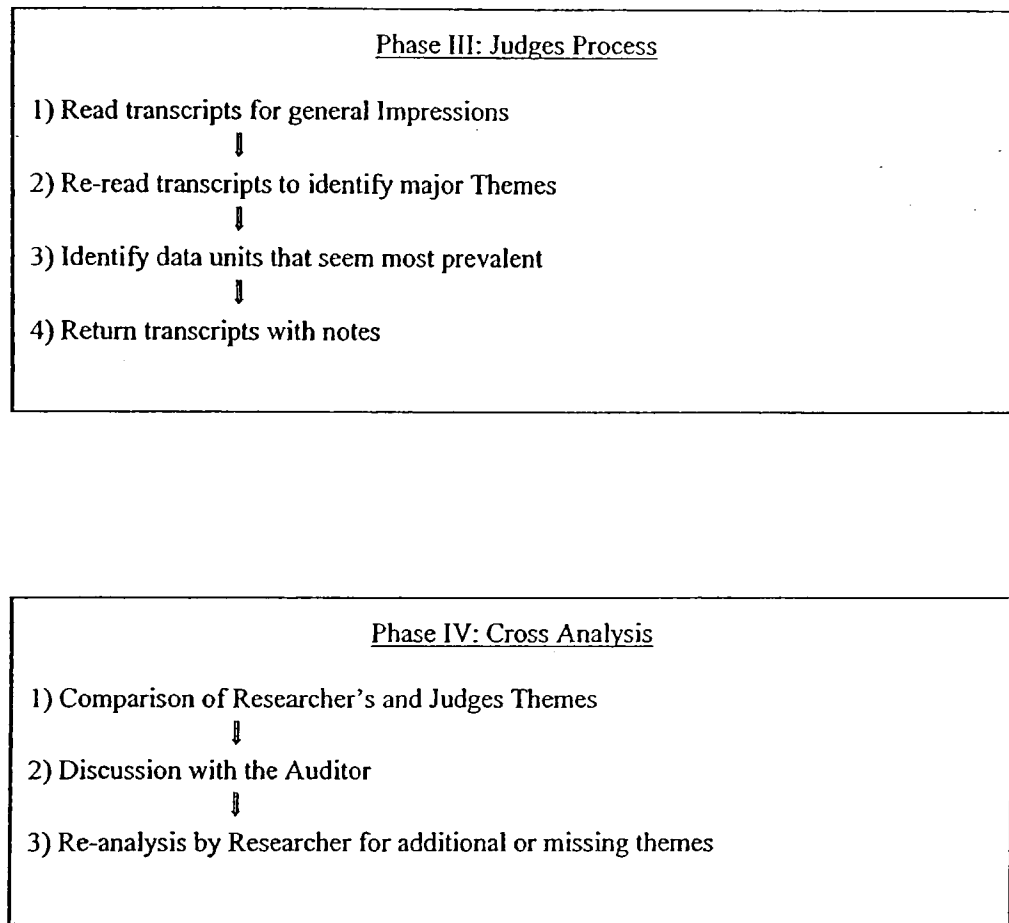 Phase III: Judges Process
1) Read transcripts for general Impressions
⇓
2) Re-read transcripts to identify major Themes
⇓
3) Identify data units that seem most prevalent
⇓
4) Return transcripts with notes
Phase IV: Cross Analysis
1) Comparison of Researcher's and Judges Themes
⇓
2) Discussion with the Auditor
⇓
3) Re-analysis by Researcher for additional or missing themes